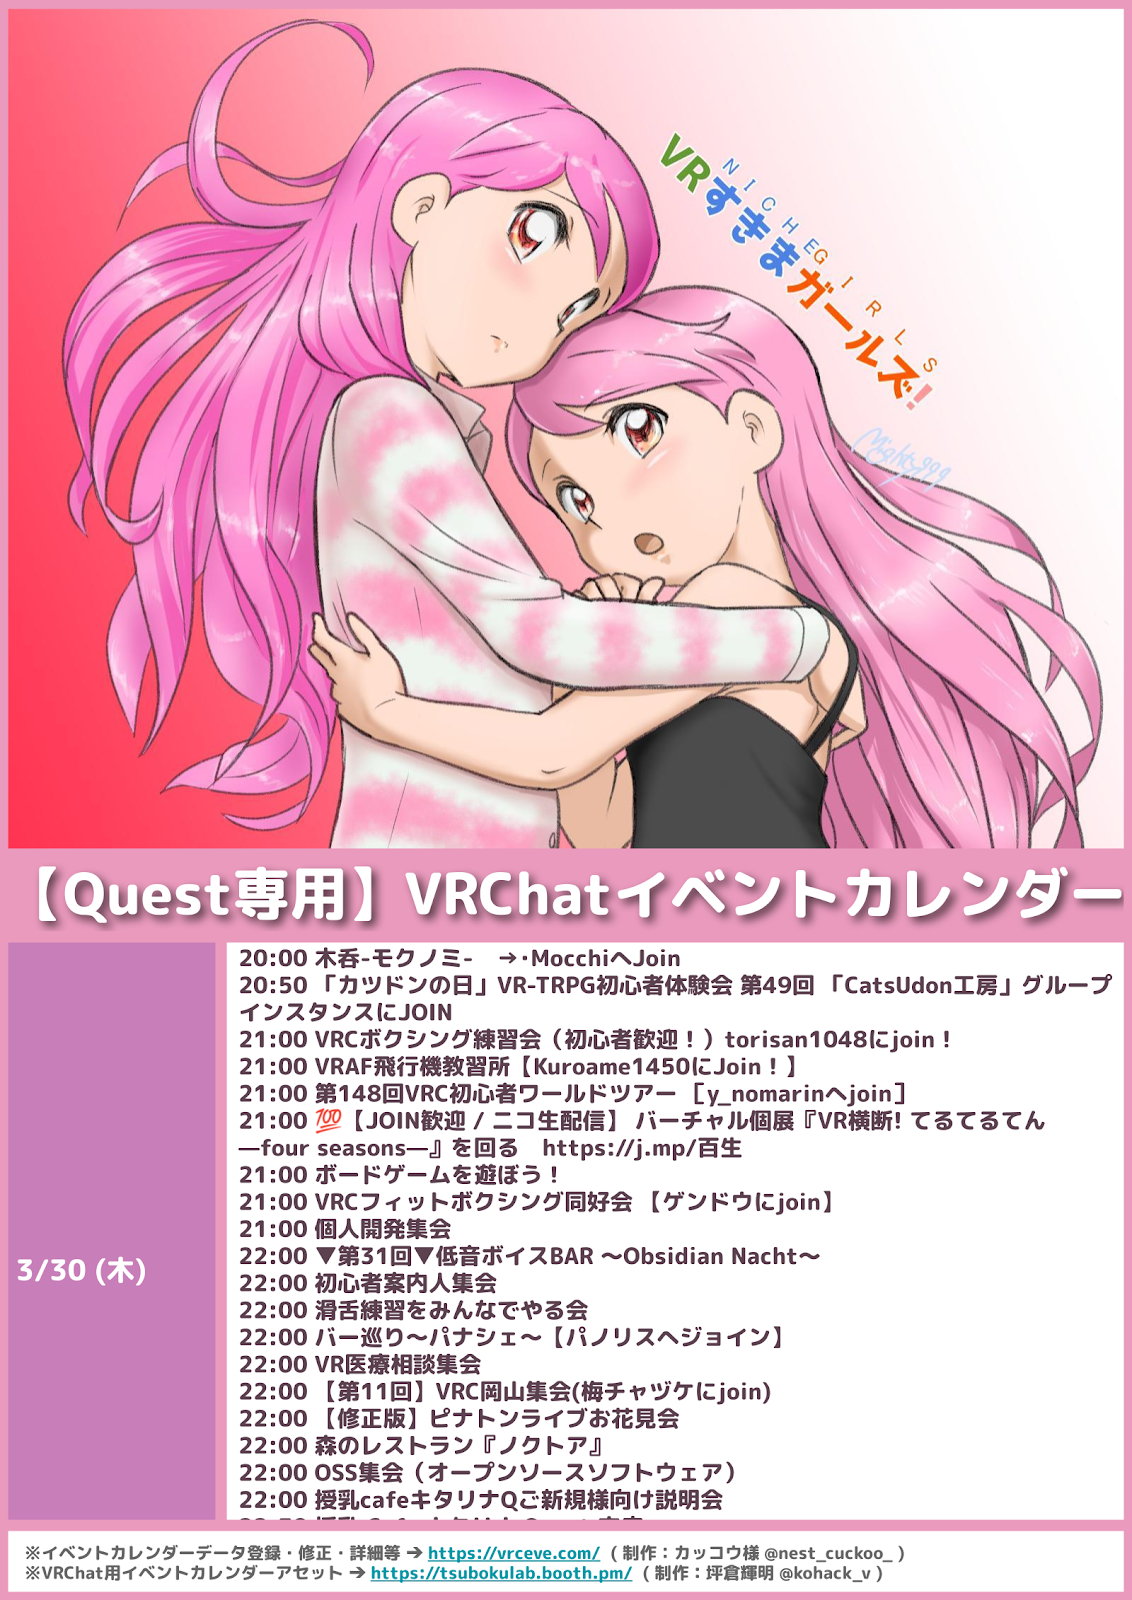 NICHEGIRLS
VRすきまガールズ!
Mighty999
【Quest専用】VRChatイベントカレンダー
3/30 (木)
20:00 木呑-モクノミ-　→･MocchiへJoin
20:50 「カツドンの日」VR-TRPG初心者体験会 第49回 「CatsUdon工房」グループ
インスタンスにJOIN
21:00 VRCボクシング練習会（初心者歓迎！）torisan1048にjoin！
21:00 VRAF飛行機教習所【Kuroame1450にJoin！】
21:00 第148回VRC初心者ワールドツアー ［y_nomarinへjoin］
21:00 💯【JOIN歓迎 / ニコ生配信】 バーチャル個展『VR横断! てるてるてん
―four seasons―』を回る　https://j.mp/百生
21:00 ボードゲームを遊ぼう！
21:00 VRCフィットボクシング同好会 【ゲンドウにjoin】
21:00 個人開発集会
22:00 ▼第31回▼低音ボイスBAR 〜Obsidian Nacht〜
22:00 初心者案内人集会
22:00 滑舌練習をみんなでやる会
22:00 バー巡り〜パナシェ〜【パノリスへジョイン】
22:00 VR医療相談集会
22:00 【第11回】VRC岡山集会(梅チャヅケにjoin)
22:00 【修正版】ピナトンライブお花見会
22:00 森のレストラン『ノクトア』
22:00 OSS集会（オープンソースソフトウェア）
22:00 授乳cafeキタリナQご新規様向け説明会
※イベントカレンダーデータ登録・修正・詳細等 ➔ https://vrceve.com/ ( 制作：カッコウ様 @nest_cuckoo_ )
※VRChat用イベントカレンダーアセット ➔ https://tsubokulab.booth.pm/ ( 制作：坪倉輝明 @kohack_v )